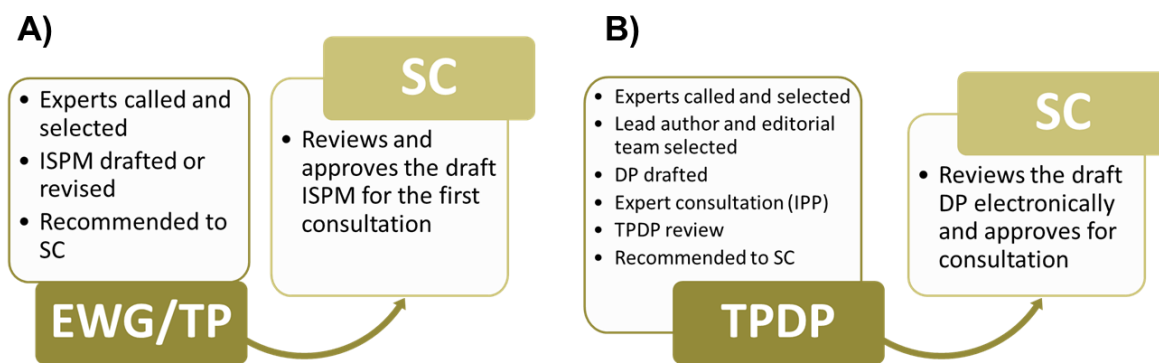 A)
SC
• Experts called and
selected
• ISPM drafted or
revised
• Recommended to
SC
• Reviews and
approves the draft
ISPM for the first
consultation
EWG/TP
B)
SC
• Experts called and selected
• Lead author and editorial
team selected
• DP drafted
• Expert consultation (IPP)
• TPDP review
• Recommended to SC
• Reviews the draft
DP electronically
and approves for
consultation
TPDP